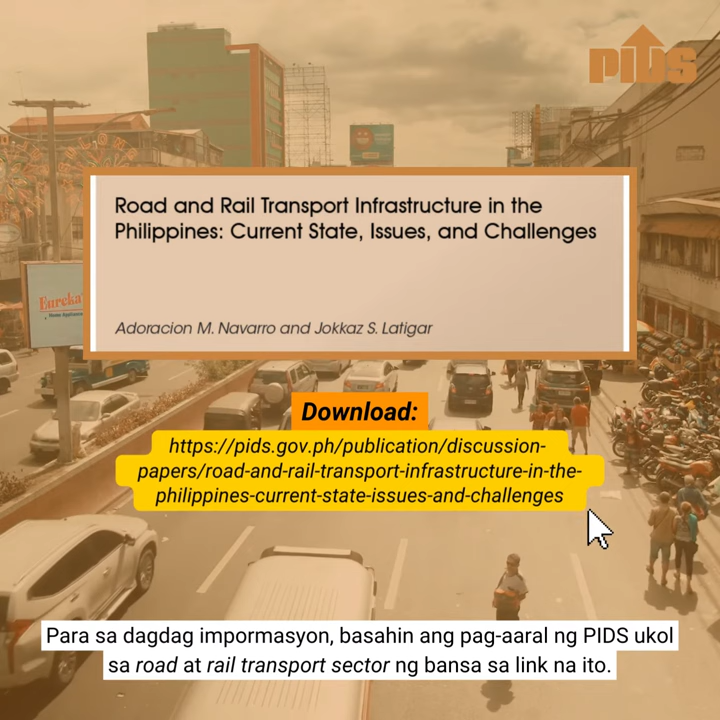 PIDS
Road and Rail Transport Infrastructure in the
Philippines: Current State, Issues, and Challenges
Adoracion M. Navarro and Jokkaz S. Latigar
Eureka
Download:
https://pids.gov.ph/publication/discussion-
papers/road-and-rail-transport-infrastructure-in-the-
philippines-current-state-issues-and-challenges
Para sa dagdag impormasyon, basahin ang pag-aaral ng PIDS ukol
sa road at rail transport sector ng bansa sa link na ito.